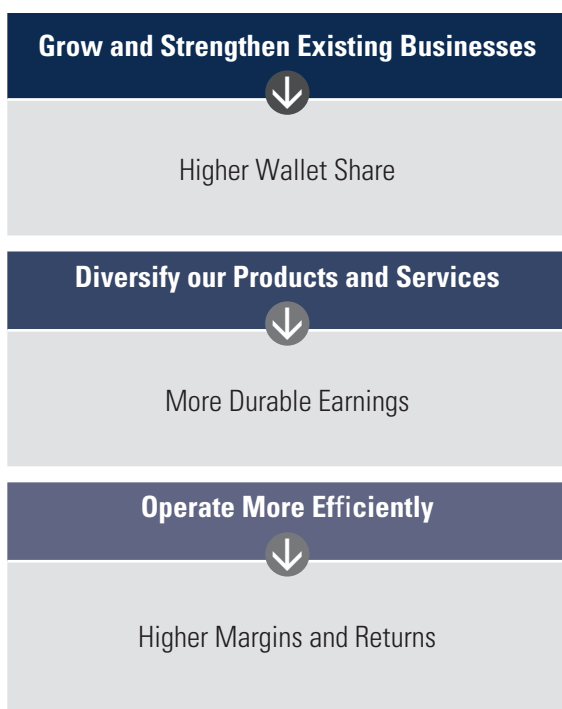 Grow and Strengthen Existing Businesses
Higher Wallet Share
Diversify our Products and Services
More Durable Earnings
Operate More Efficiently
Higher Margins and Returns